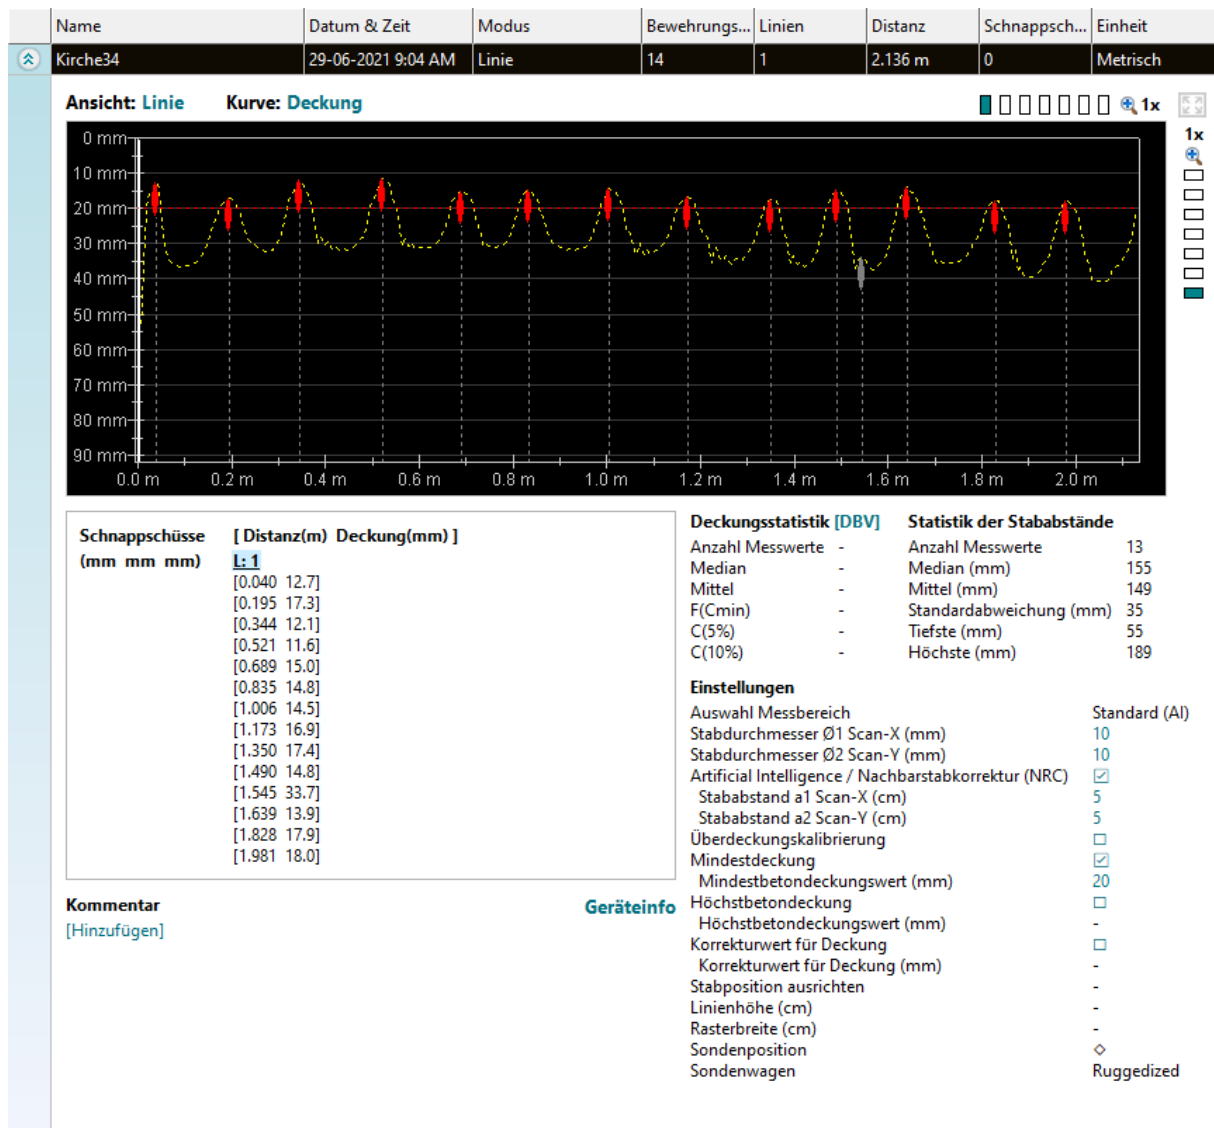 Name Datum & Zeit Modus Bewehrungs... Linien Distanz Schnappsch... Einheit
Kirche34 29-06-2021 9:04 AM Linie 14 1 2.136 m 0 Metrisch
Ansicht: Linie Kurve: Deckung 1x
1x
0 mm
10 mm
20 mm
30 mm
40 mm
50 mm
60 mm
70 mm
80 mm
90 mm
0.0 m 0.2 m 0.4 m 0.6 m 0.8 m 1.0 m 1.2 m 1.4 m 1.6 m 1.8 m 2.0 m
Schnappschüsse [ Distanz(m) Deckung(mm) ]
(mm mm mm) L: 1
[0.040 12.7]
[0.195 17.3]
[0.344 12.1]
[0.521 11.6]
[0.689 15.0]
[0.835 14.8]
[1.006 14.5]
[1.173 16.9]
[1.350 17.4]
[1.490 14.8]
[1.545 33.7]
[1.639 13.9]
[1.828 17.9]
[1.981 18.0]
Kommentar Geräteinfo
[Hinzufügen]
Deckungsstatistik [DBV] Statistik der Stababstände
Anzahl Messwerte - Anzahl Messwerte 13
Median - Median (mm) 155
Mittel - Mittel (mm) 149
F(Cmin) - Standardabweichung (mm) 35
C(5%) - Tiefste (mm) 55
C(10%) - Höchste (mm) 189
Einstellungen
Auswahl Messbereich Standard (AI)
Stabdurchmesser Ø1 Scan-X (mm) 10
Stabdurchmesser Ø2 Scan-Y (mm) 10
Artificial Intelligence / Nachbarstabkorrektur (NRC) ☑
Stababstand a1 Scan-X (cm) 5
Stababstand a2 Scan-Y (cm) 5
Überdeckungskalibrierung ☐
Mindestdeckung ☑
Mindestbetondeckungswert (mm) 20
Höchstbetondeckung ☐
Höchstbetondeckungswert (mm) -
Korrekturwert für Deckung ☐
Korrekturwert für Deckung (mm) -
Stabposition ausrichten -
Linienhöhe (cm) -
Rasterbreite (cm) -
Sondenposition ◇
Sondenwagen Ruggedized